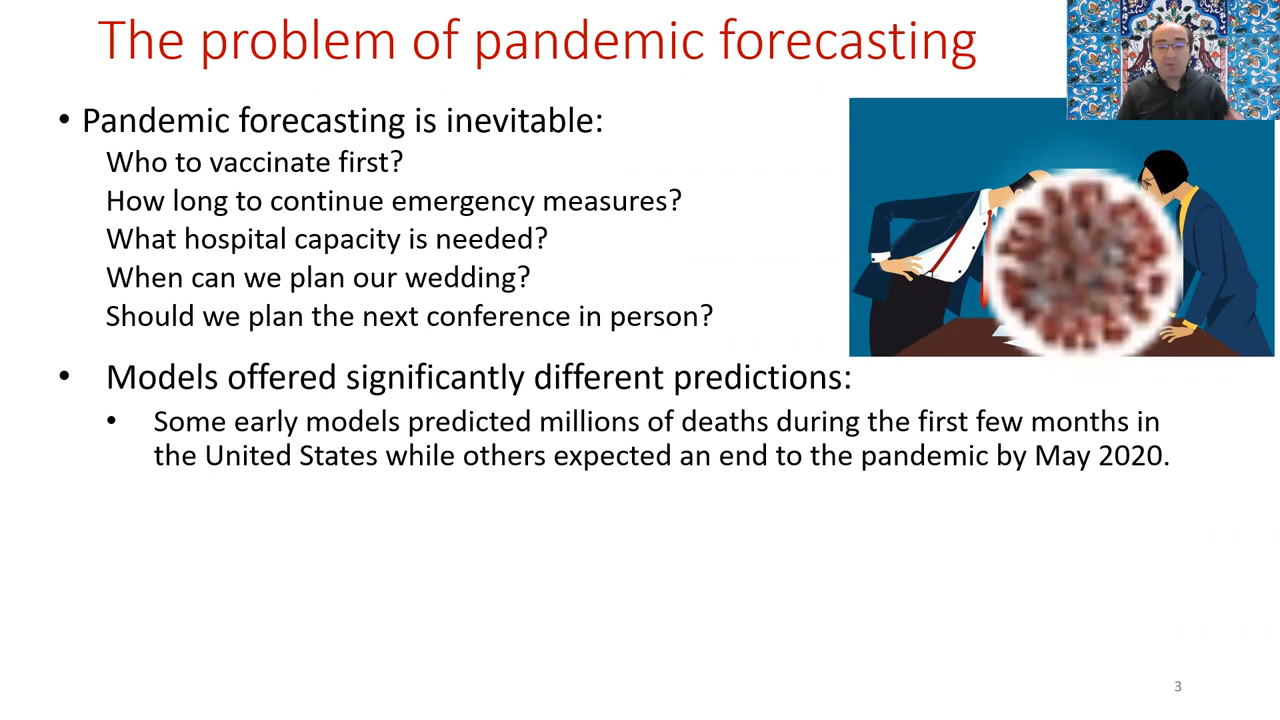 The problem of pandemic forecasting
• Pandemic forecasting is inevitable:
Who to vaccinate first?
How long to continue emergency measures?
What hospital capacity is needed?
When can we plan our wedding?
Should we plan the next conference in person?
• Models offered significantly different predictions:
• Some early models predicted millions of deaths during the first few months in
the United States while others expected an end to the pandemic by May 2020.
3